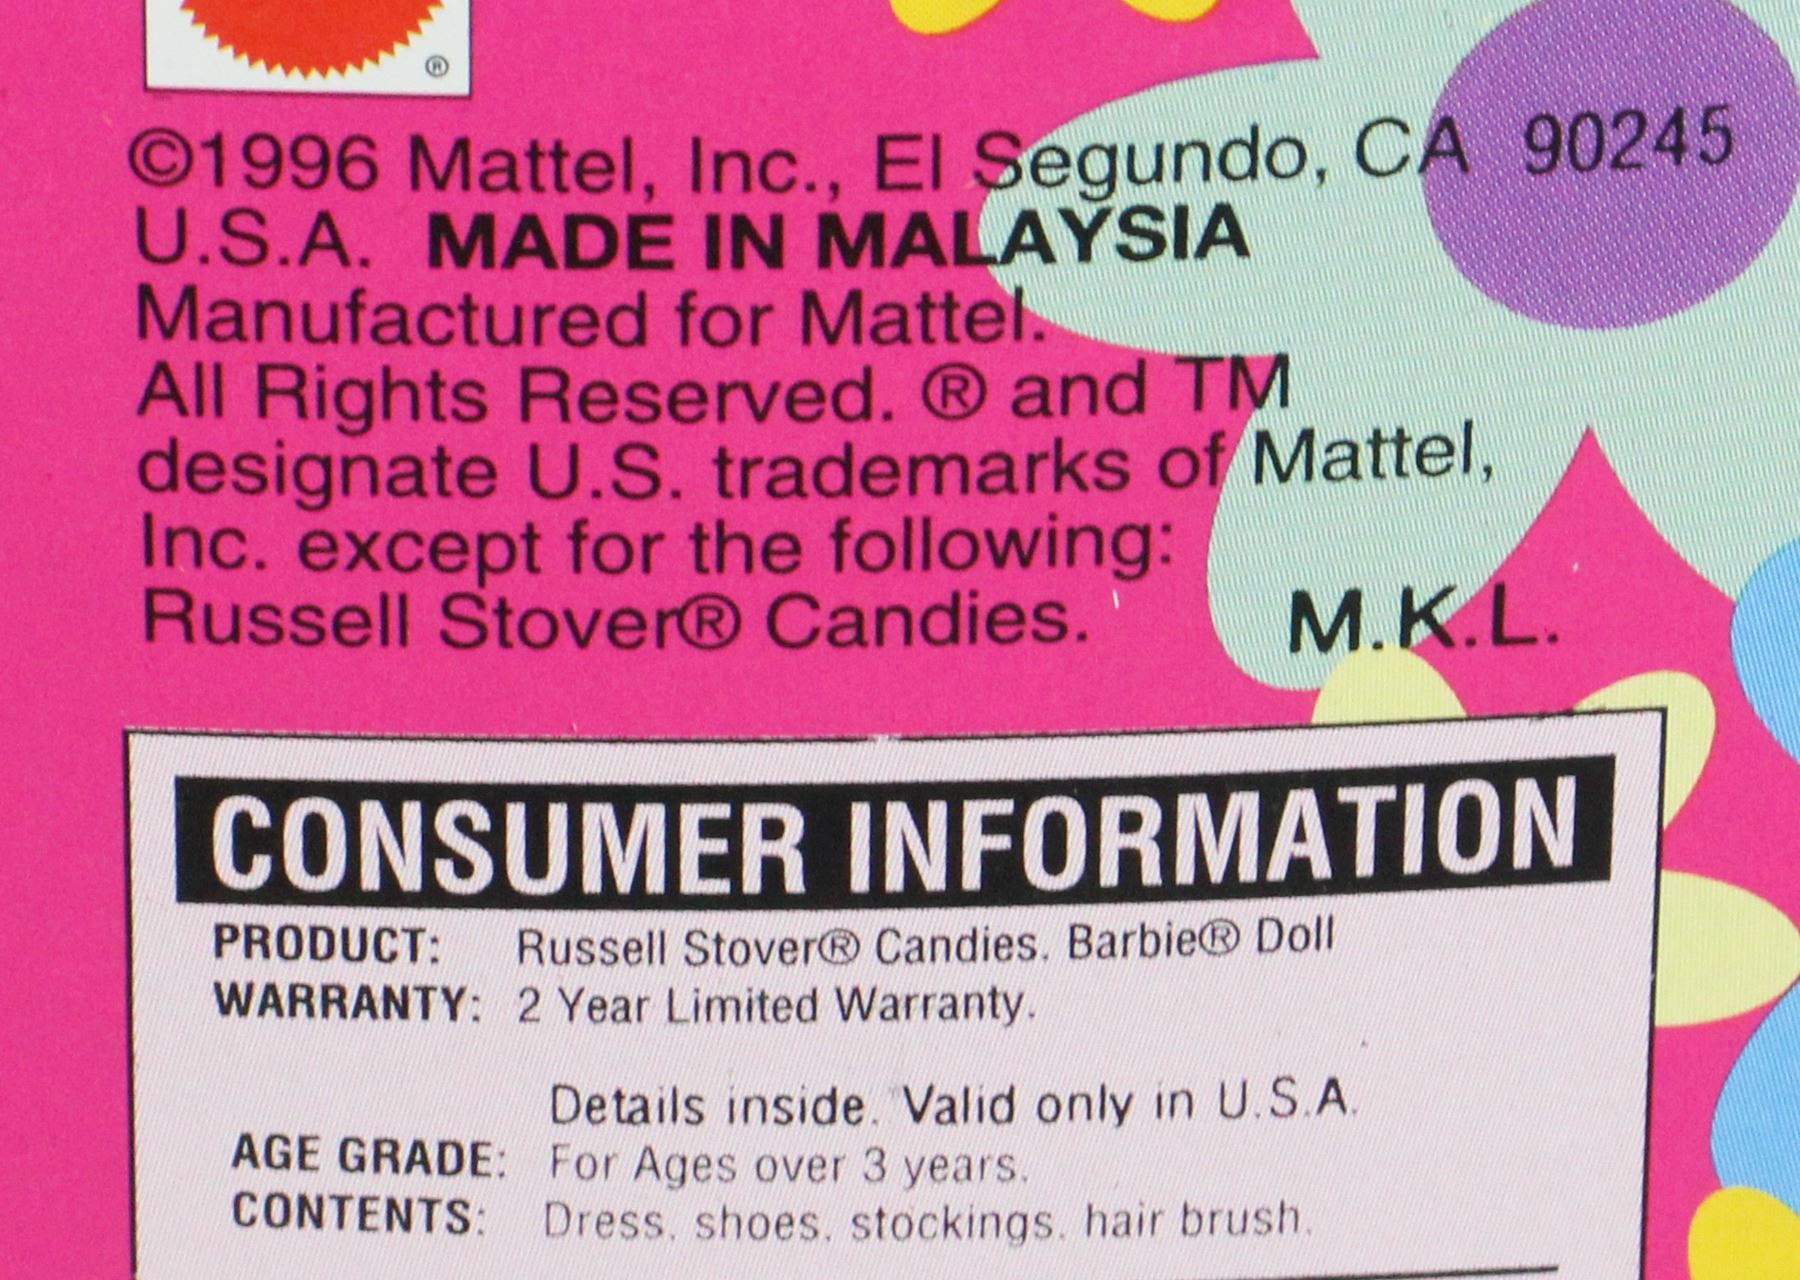 ®
©1996 Mattel, Inc., El Segundo, CA 90245
U.S.A. MADE IN MALAYSIA
Manufactured for Mattel.
All Rights Reserved. ® and TM
designate U.S. trademarks of Mattel,
Inc. except for the following:
Russell Stover® Candies. M.K.L.
CONSUMER INFORMATION
PRODUCT: Russell Stover® Candies. Barbie® Doll
WARRANTY: 2 Year Limited Warranty.
Details inside. Valid only in U.S.A.
AGE GRADE: For Ages over 3 years.
CONTENTS: Dress, shoes, stockings, hair brush.